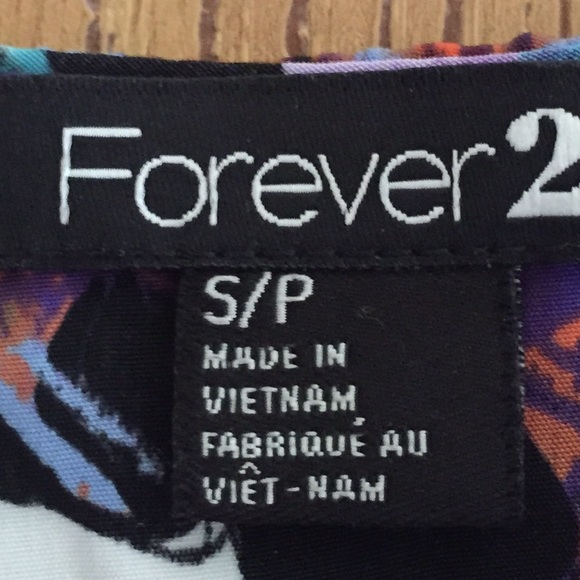 Forever 2
S/P
MADE IN
VIETNAM
FABRIQUÉ AU
VIÊT-NAM